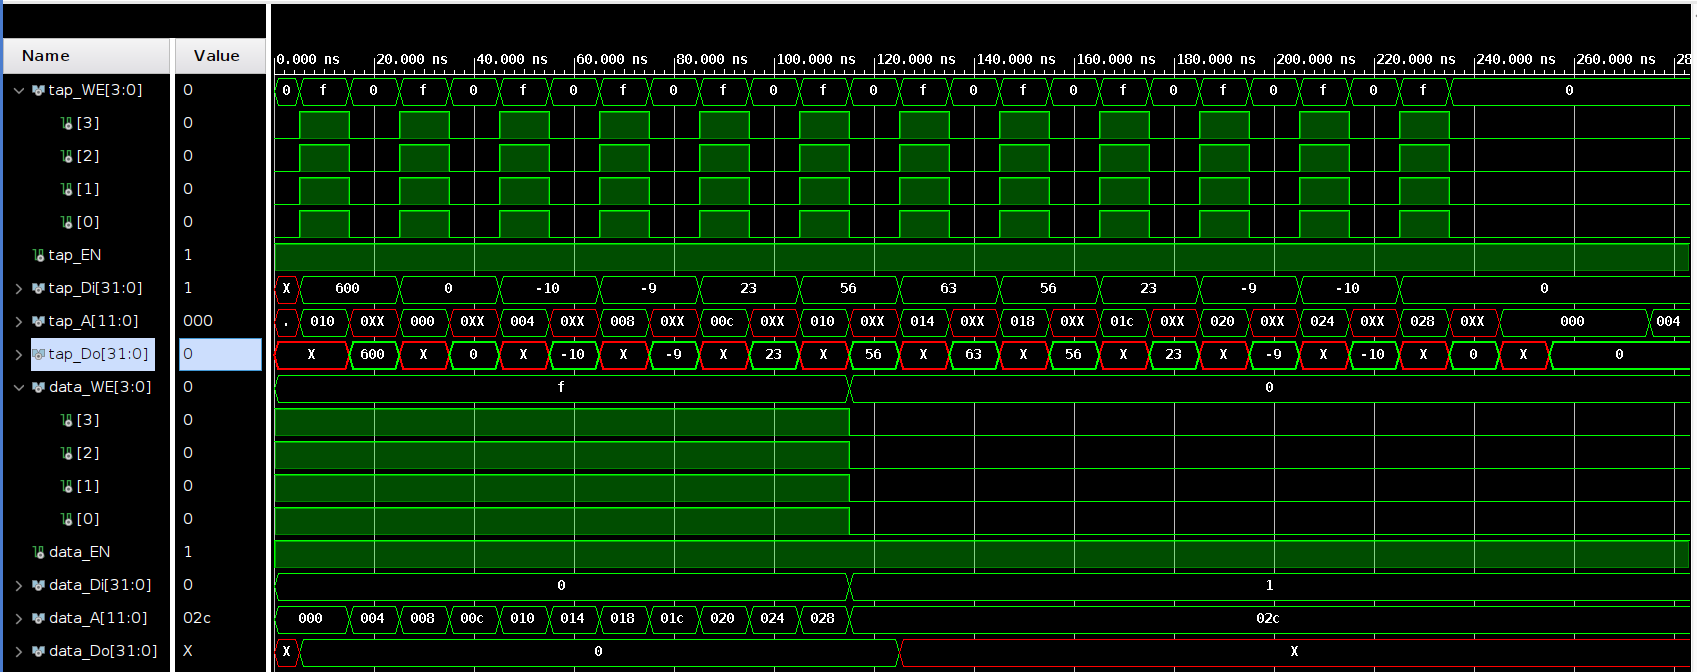 Name Value 0.000 ns 20.000 ns 40.000 ns 60.000 ns 80.000 ns 100.000 ns 120.000 ns 140.000 ns 160.000 ns 180.000 ns 200.000 ns 220.000 ns 240.000 ns 260.000 ns 28
tap_WE[3:0] 0 0 f 0 f 0 f 0 f 0 f 0 f 0 f 0 f 0 f 0 f 0 f 0 f 0
[3] 0
[2] 0
[1] 0
[0] 0
tap_EN 1
tap_Di[31:0] 1 X 600 0 -10 -9 23 56 63 56 23 -9 -10 0
tap_A[11:0] 000 . 010 0XX 000 0XX 004 0XX 008 0XX 00c 0XX 010 0XX 014 0XX 018 0XX 01c 0XX 020 0XX 024 0XX 028 0XX 000 004
tap_Do[31:0] 0 X 600 X 0 X -10 X -9 X 23 X 56 X 63 X 56 X 23 X -9 X -10 X 0 X 0
data_WE[3:0] 0 f 0
[3] 0
[2] 0
[1] 0
[0] 0
data_EN 1
data_Di[31:0] 0 0 1
data_A[11:0] 02c 000 004 008 00c 010 014 018 01c 020 024 028 02c
data_Do[31:0] X X 0 X